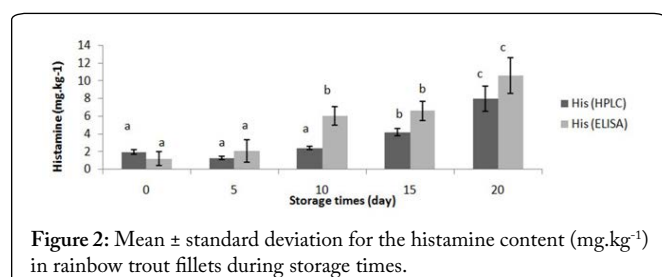 14
12
10
8
6
4
2
0
Histamine (mg.kg-1)
a a
a a
a b
b b
c c
0 5 10 15 20
Storage times (day)
His (HPLC)
His (ELISA)
Figure 2: Mean ± standard deviation for the histamine content (mg.kg-1)
in rainbow trout fillets during storage times.